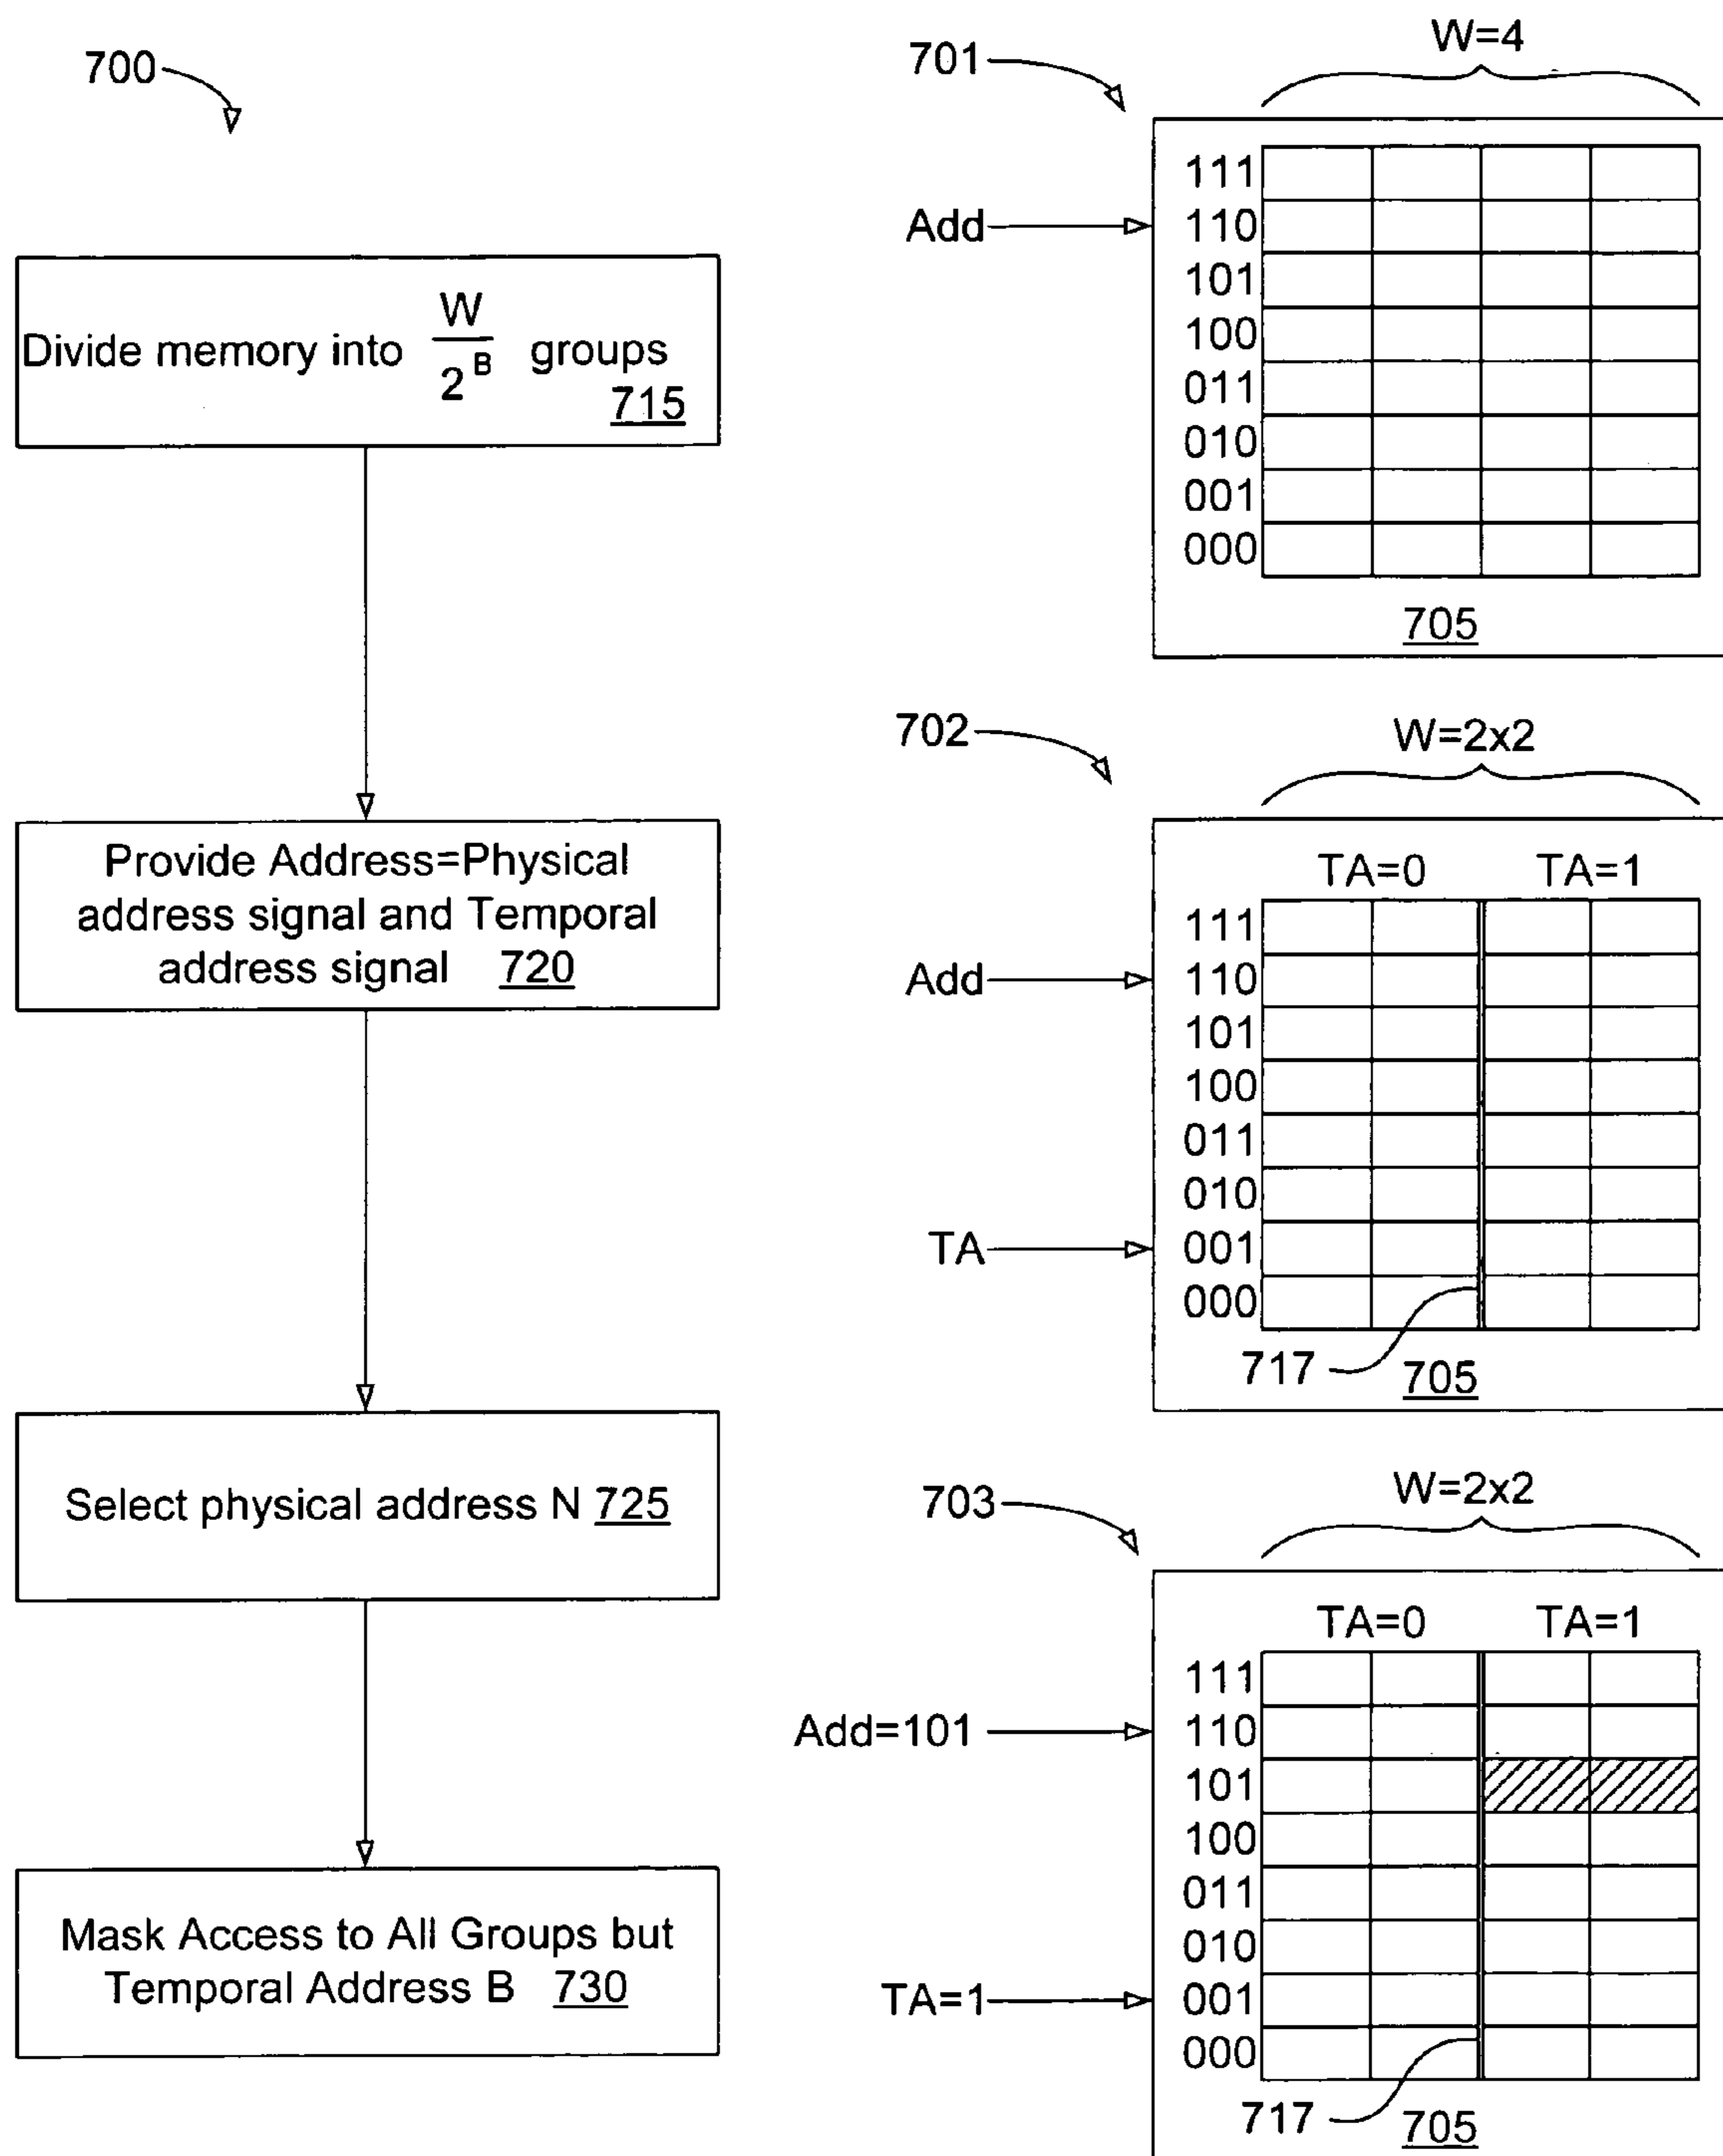 700
Divide memory into W/2^B groups
715
Provide Address=Physical
address signal and Temporal
address signal 720
Select physical address N 725
Mask Access to All Groups but
Temporal Address B 730
701
W=4
111
Add
110
101
100
011
010
001
000
705
702
W=2x2
TA=0 TA=1
111
Add
110
101
100
011
010
TA
001
000
717
705
703
W=2x2
TA=0 TA=1
111
Add=101
110
101
100
011
010
TA=1
001
000
717
705